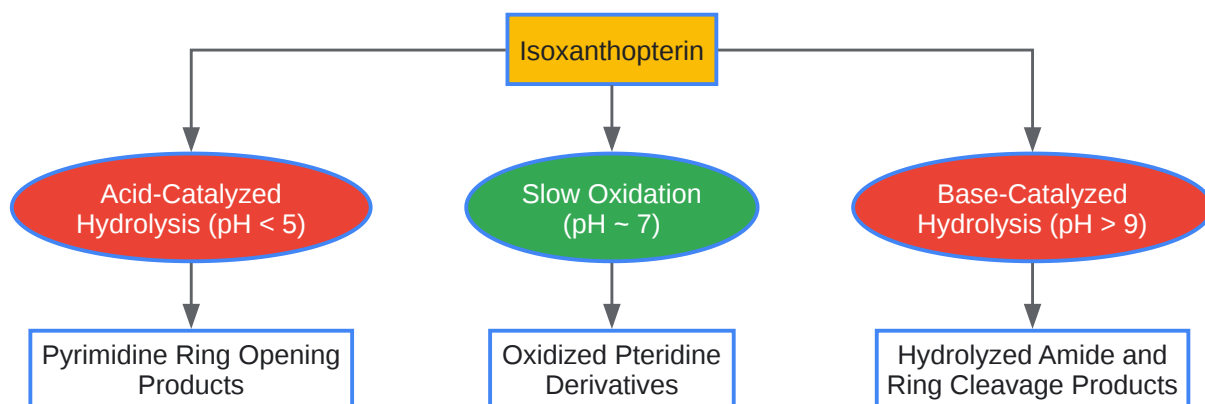 Isoxanthopterin
Acid-Catalyzed
Hydrolysis (pH < 5)
Slow Oxidation
(pH ~ 7)
Base-Catalyzed
Hydrolysis (pH > 9)
Pyrimidine Ring Opening
Products
Oxidized Pteridine
Derivatives
Hydrolyzed Amide and
Ring Cleavage Products